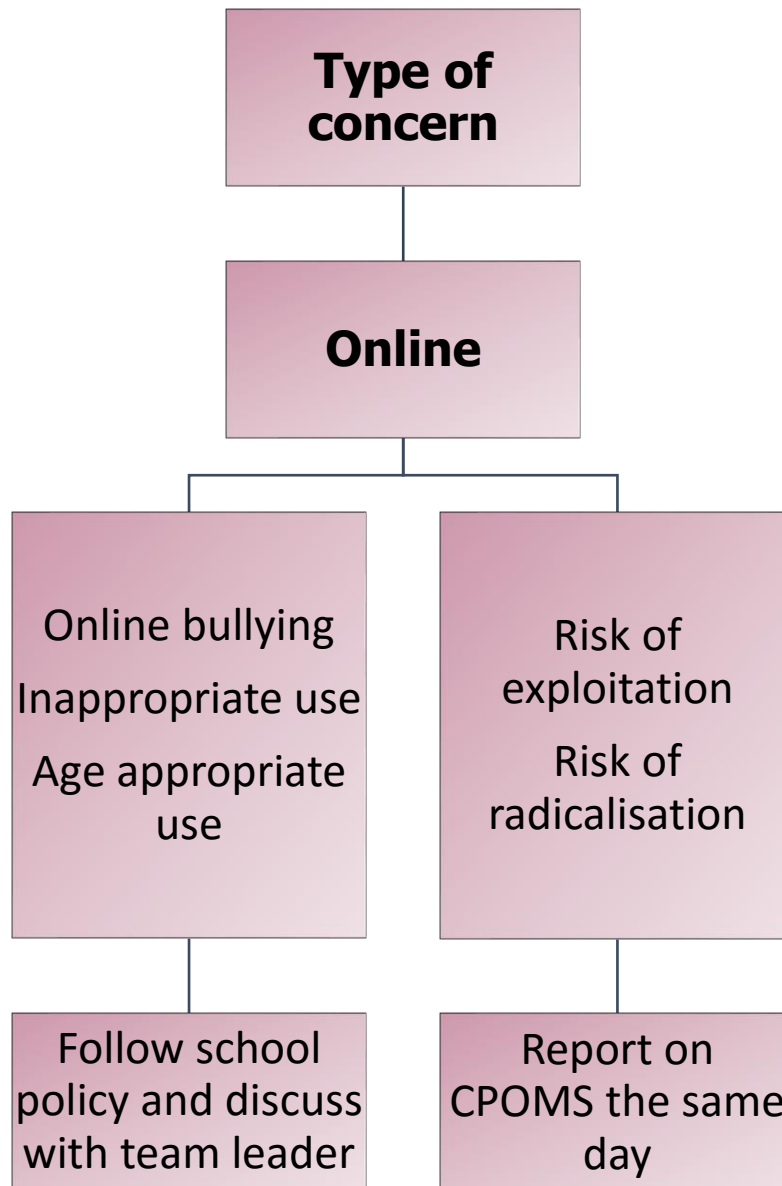 Type of
concern
Online
Online bullying
Inappropriate use
Age appropriate
use
Risk of
exploitation
Risk of
radicalisation
Follow school
policy and discuss
with team leader
Report on
CPOMS the same
day